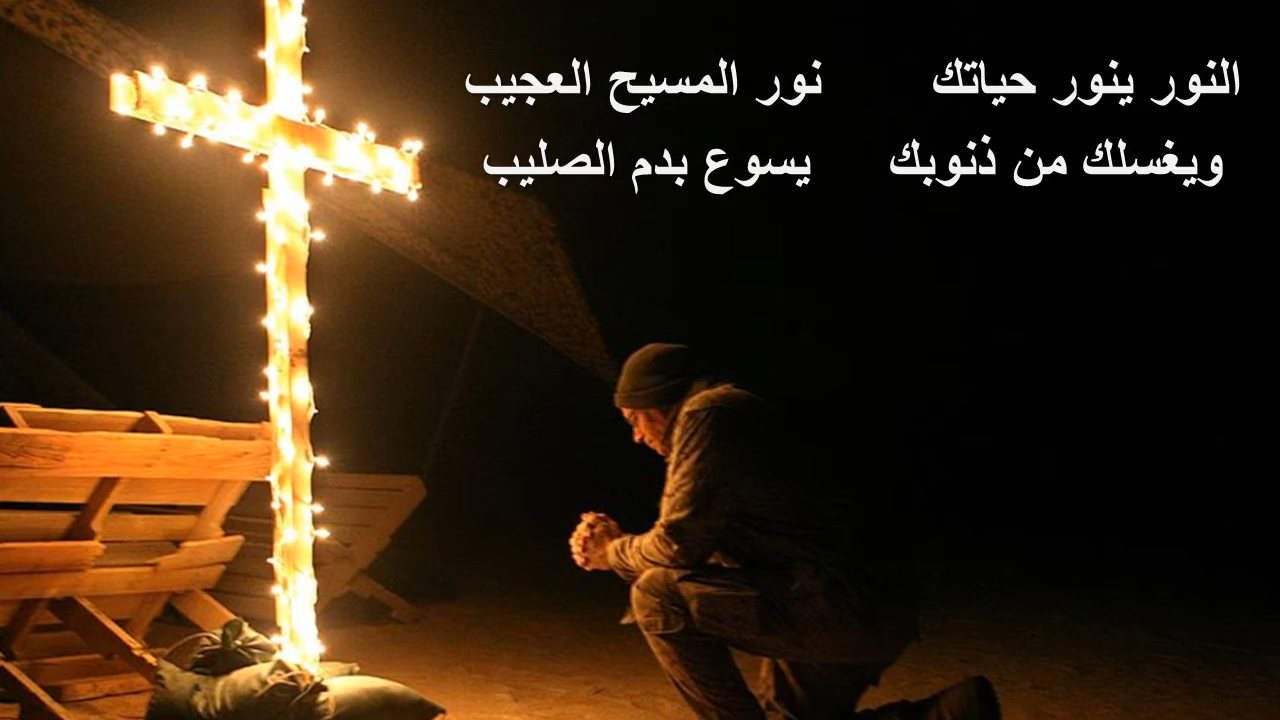 النور ينور حياتك نور المسيح العجيب
ويغسلك من ذنوبك يسوع بدم الصليب